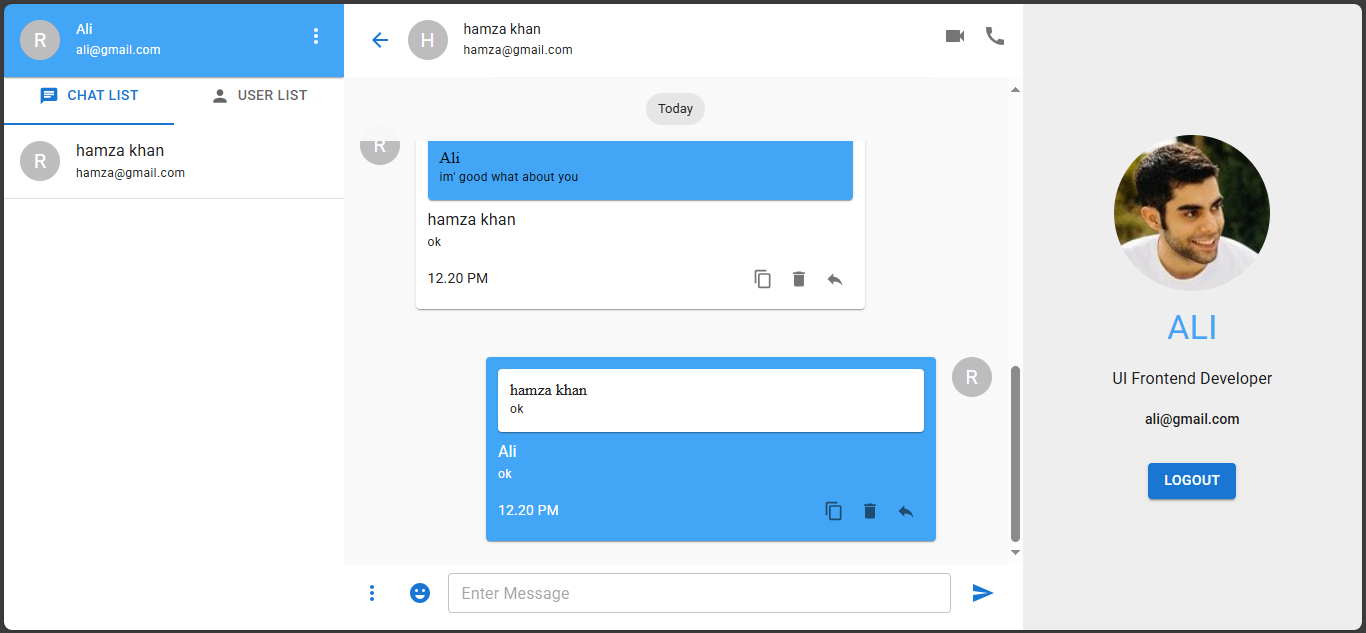 R
Ali
ali@gmail.com
CHAT LIST
USER LIST
R
hamza khan
hamza@gmail.com
H
hamza khan
hamza@gmail.com
Today
R
Ali
im' good what about you
hamza khan
ok
12.20 PM
R
hamza khan
ok
Ali
ok
12.20 PM
Enter Message
ALI
UI Frontend Developer
ali@gmail.com
LOGOUT